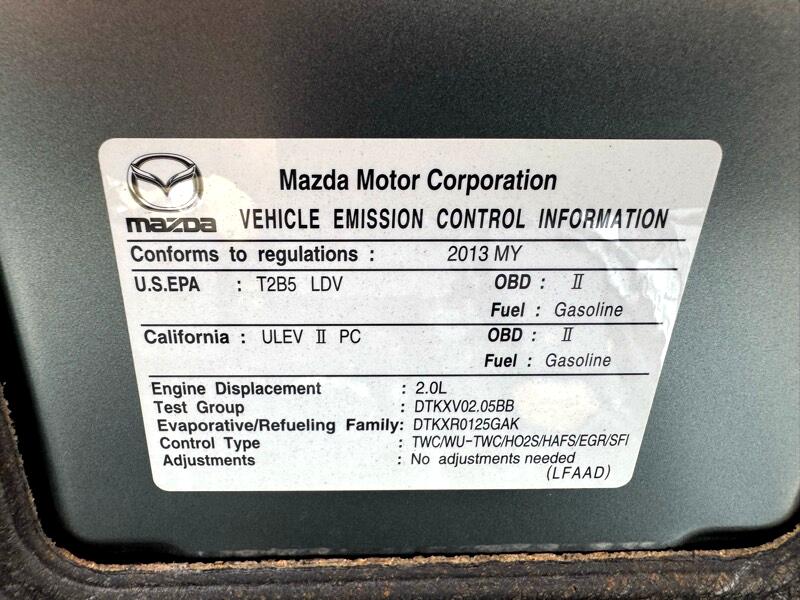 Mazda Motor Corporation
mazda VEHICLE EMISSION CONTROL INFORMATION
Conforms to regulations : 2013 MY
U.S.EPA : T2B5 LDV OBD : II
Fuel : Gasoline
California : ULEV II PC OBD : II
Fuel : Gasoline
Engine Displacement : 2.0L
Test Group : DTKXV02.05BB
Evaporative/Refueling Family: DTKXR0125GAK
Control Type : TWC/WU-TWC/HO2S/HAFS/EGR/SFI
Adjustments : No adjustments needed
(LFAAD)